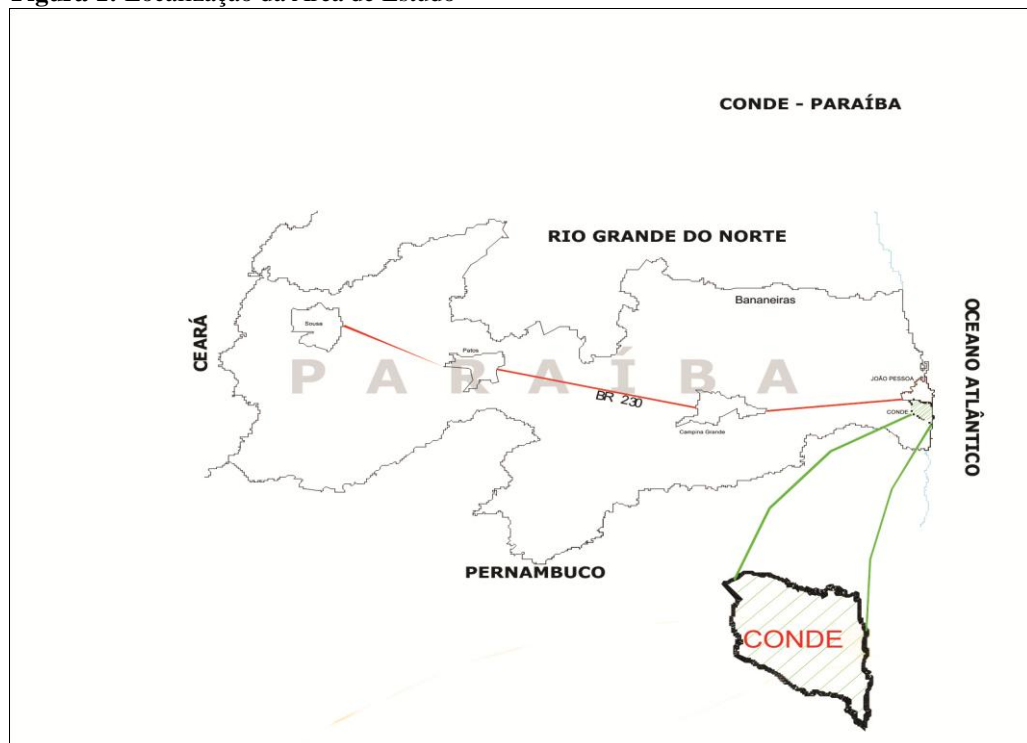 Figura 1: Localização da Área de Estudo
CONDE - PARAÍBA
RIO GRANDE DO NORTE
Bananeiras
CEARÁ
Sousa
Patos
PARAÍBA
BR 230
Campina Grande
JOÃO PESSOA
CONDE
OCEANO ATLÂNTICO
PERNAMBUCO
CONDE